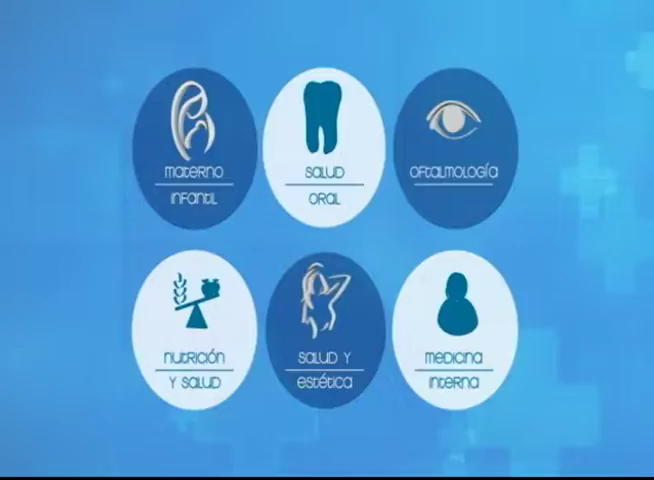 materno
infantil
SALUD
ORAL
oftalmología
nutrición
Y SALUD
SALUD Y
estética
medicina
interna